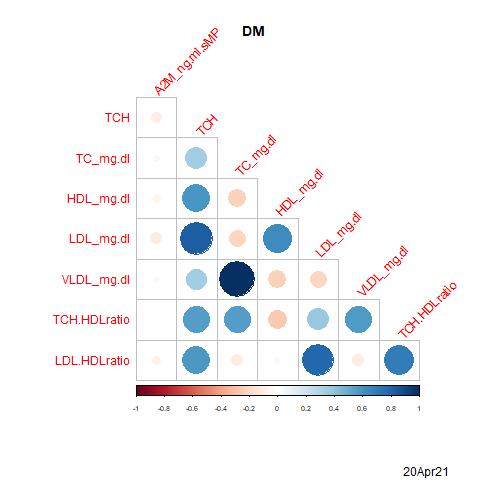 DM
A2M_ng.ml.sMP
TCH
TCH
TC_mg.dl
TC_mg.dl
HDL_mg.dl
HDL_mg.dl
LDL_mg.dl
LDL_mg.dl
VLDL_mg.dl
VLDL_mg.dl
TCH.HDLratio
TCH.HDLratio
LDL.HDLratio
-1 -0.8 -0.6 -0.4 -0.2 0 0.2 0.4 0.6 0.8 1
20Apr21